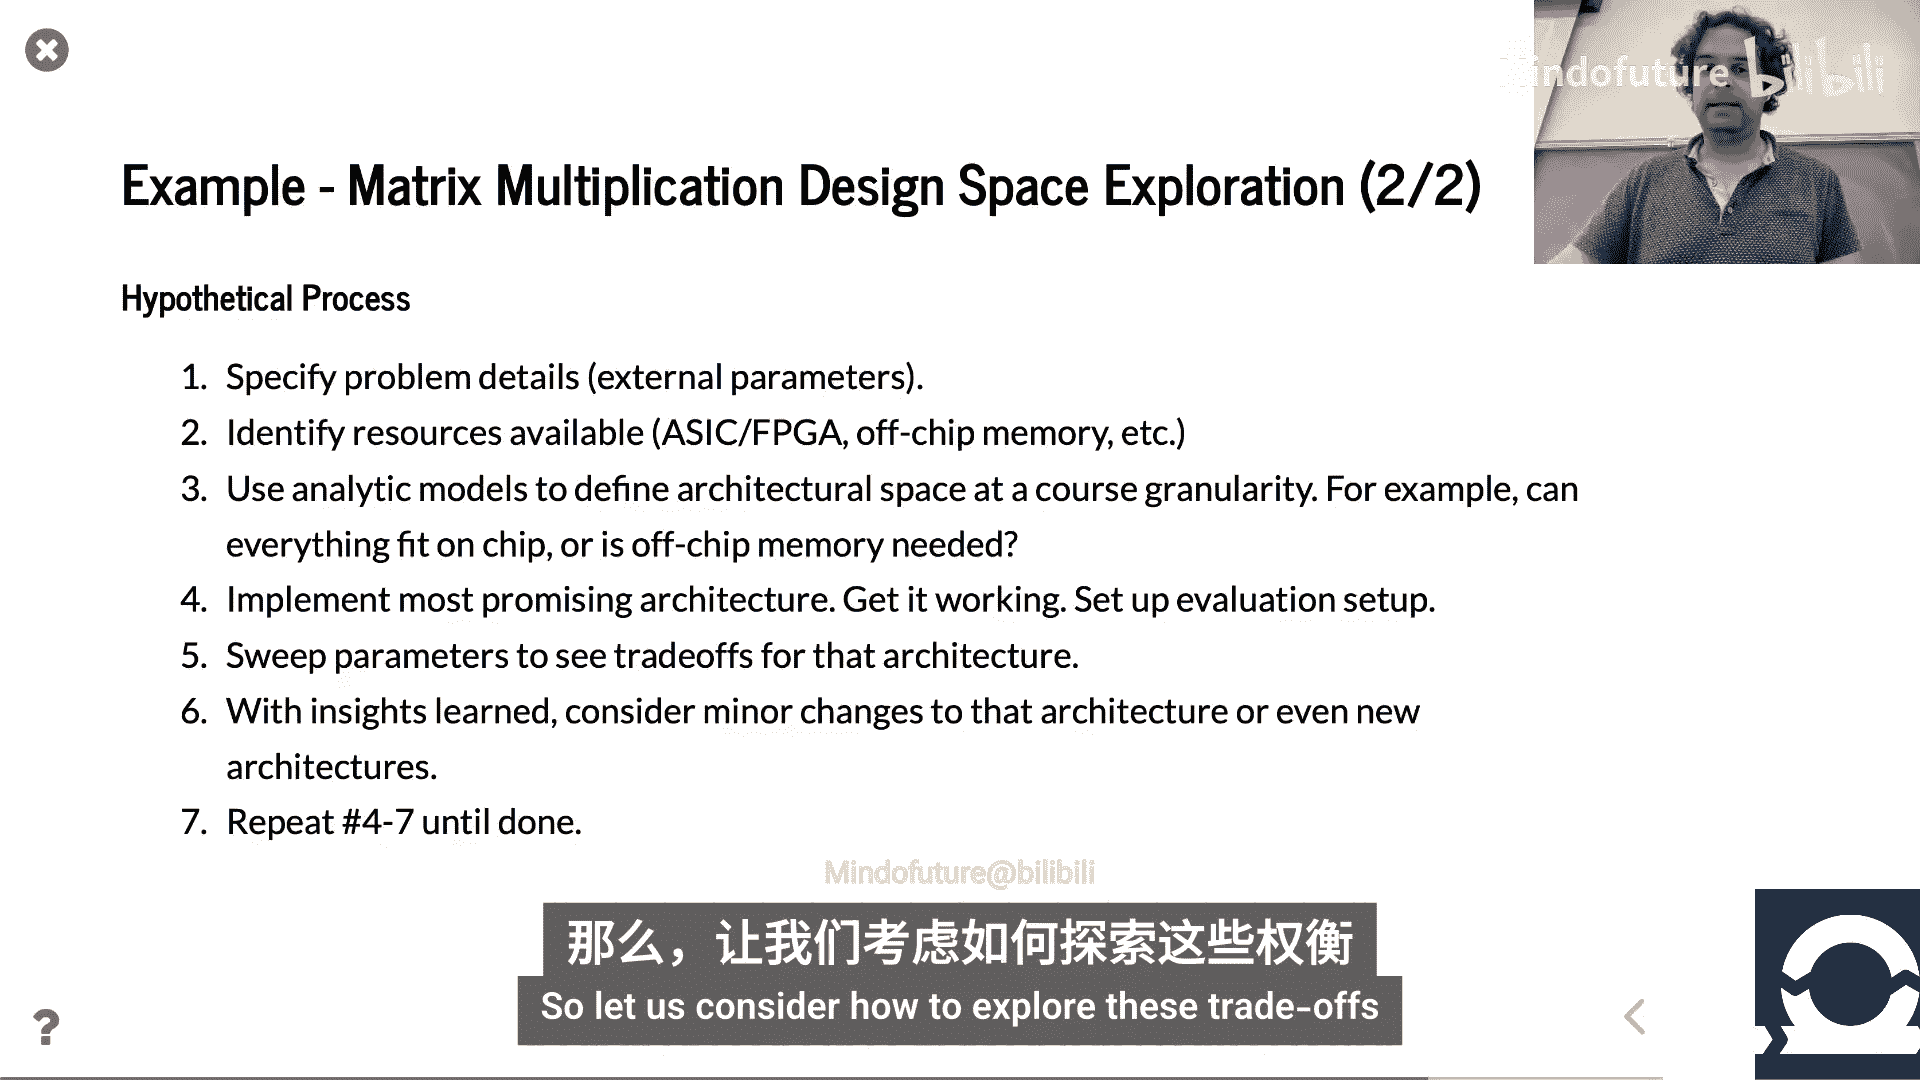 indofuture bilibili
Example - Matrix Multiplication Design Space Exploration (2/2)
Hypothetical Process
1. Specify problem details (external parameters).
2. Identify resources available (ASIC/FPGA, off-chip memory, etc.)
3. Use analytic models to define architectural space at a course granularity. For example, can
everything fit on chip, or is off-chip memory needed?
4. Implement most promising architecture. Get it working. Set up evaluation setup.
5. Sweep parameters to see tradeoffs for that architecture.
6. With insights learned, consider minor changes to that architecture or even new
architectures.
7. Repeat #4-7 until done.
Mindofuture@bilibili
那么，让我们考虑如何探索这些权衡
So let us consider how to explore these trade-offs
?